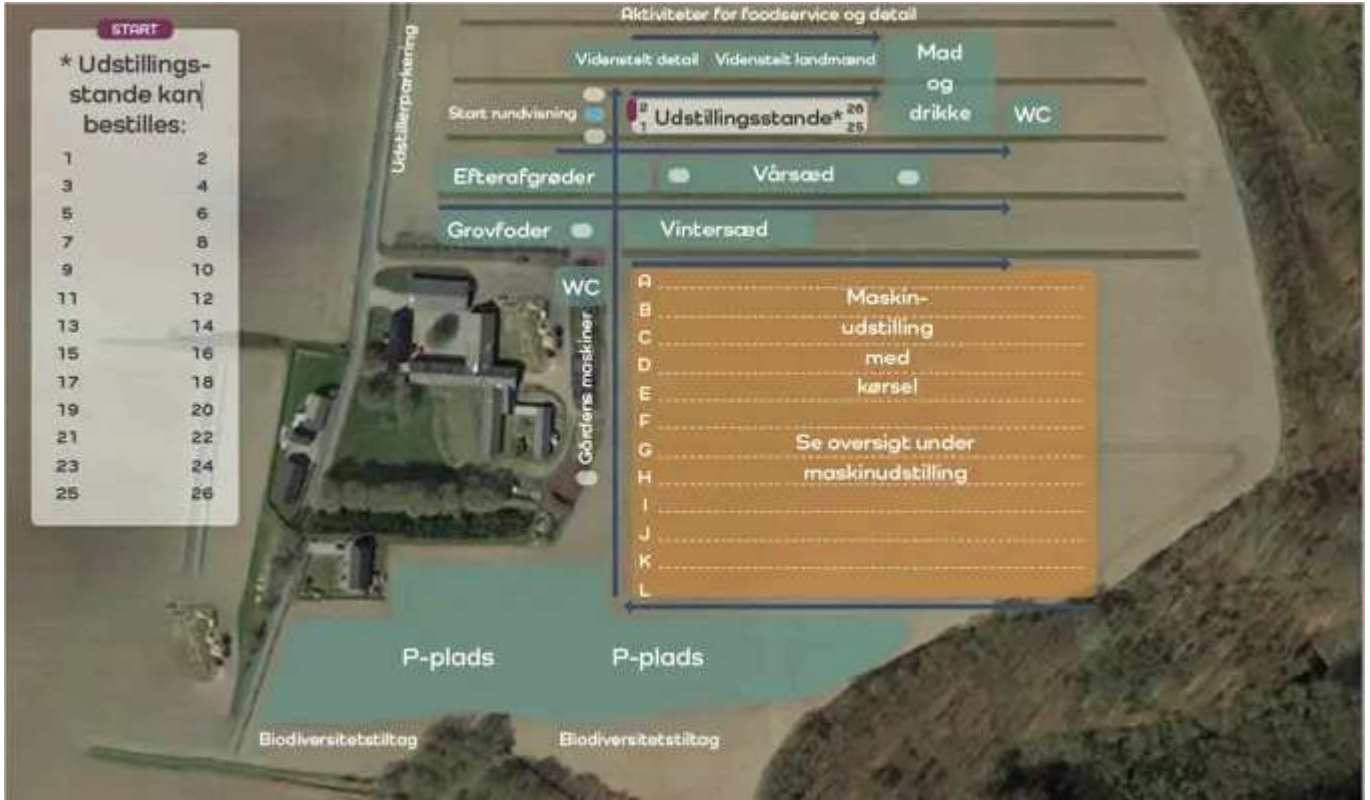 START
* Udstillings-
stande kan
bestilles:
1 2
3 4
5 6
7 8
9 10
11 12
13 14
15 16
17 18
19 20
21 22
23 24
25 26
Udstillerparkering
Aktiviteter for foodservice og detail
Videnstelt detail Videnstelt landmænd
Mad
og
drikke
WC
Start rundvisning
2 26
Udstillingsstande*
1 25
Efterafgrøder
Vårsæd
Grovfoder
Vintersæd
WC
Gårdens maskiner
A
B
C
D
E
F
G
H
I
J
K
L
Maskin-
udstilling
med
kørsel
Se oversigt under
maskinudstilling
P-plads P-plads
Biodiversitetstiltag Biodiversitetstiltag